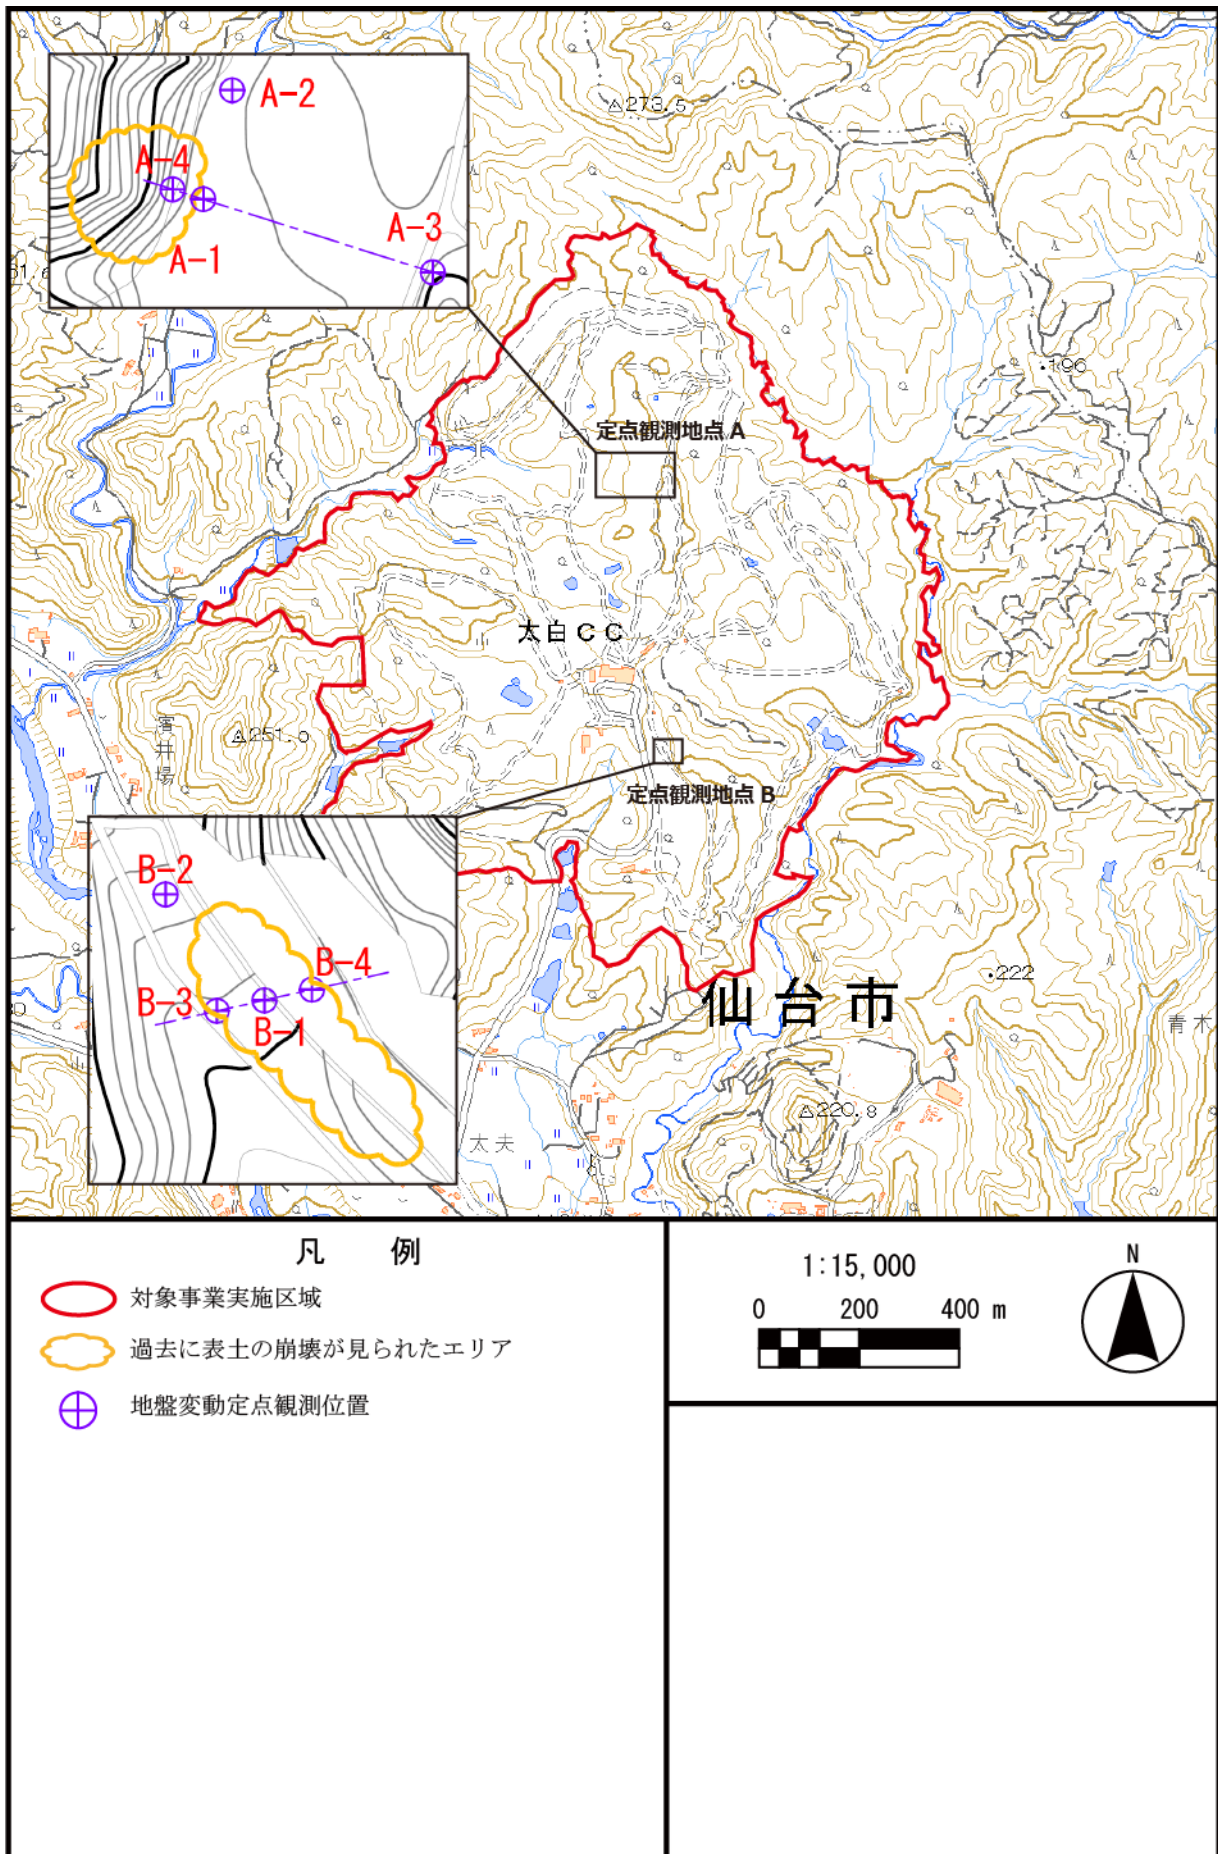 A-2
A-4
A-3
A-1
273.5
196
定点観測地点 A
太白CC
251.0
定点観測地点 B
B-2
B-4
B-3
B-1
222
仙台市
青木
220.8
太夫
凡 例
対象事業実施区域
過去に表土の崩壊が見られたエリア
地盤変動定点観測位置
1:15,000
0 200 400 m
N